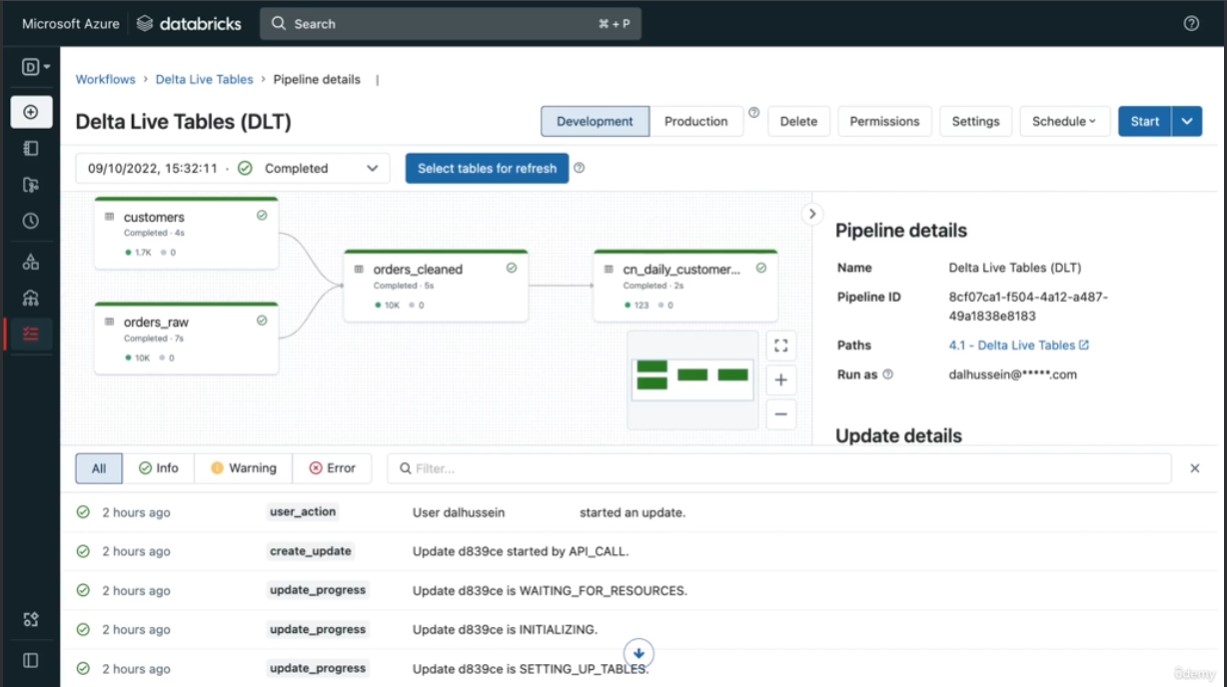 Microsoft Azure databricks Search ⌘ + P
D
Workflows > Delta Live Tables > Pipeline details
Delta Live Tables (DLT) Development Production Delete Permissions Settings Schedule Start
09/10/2022, 15:32:11 · Completed Select tables for refresh
customers
Completed · 4s
1.7K 0
orders_raw
Completed · 7s
10K 0
orders_cleaned
Completed · 5s
10K 0
cn_daily_customer...
Completed · 2s
123 0
Pipeline details
Name Delta Live Tables (DLT)
Pipeline ID 8cf07ca1-f504-4a12-a487-
49a1838e8183
Paths 4.1 - Delta Live Tables
Run as dalhussein@*****.com
Update details
All Info Warning Error Filter...
2 hours ago user_action User dalhussein started an update.
2 hours ago create_update Update d839ce started by API_CALL.
2 hours ago update_progress Update d839ce is WAITING_FOR_RESOURCES.
2 hours ago update_progress Update d839ce is INITIALIZING.
2 hours ago update_progress Update d839ce is SETTING_UP_TABLES.
ûdemy